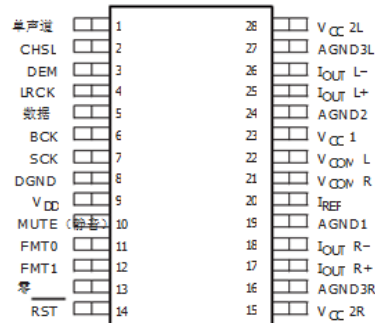 单声道 1 28 VCC 2L
CHSL 2 27 AGND3L
DEM 3 26 IOUT L-
LRCK 4 25 IOUT L+
数据 5 24 AGND2
BCK 6 23 VCC 1
SCK 7 22 VCOM L
DGND 8 21 VCOM R
VDD 9 20 IREF
MUTE (静音) 10 19 AGND1
FMT0 11 18 IOUT R-
FMT1 12 17 IOUT R+
零 13 16 AGND3R
RST 14 15 VCC 2R